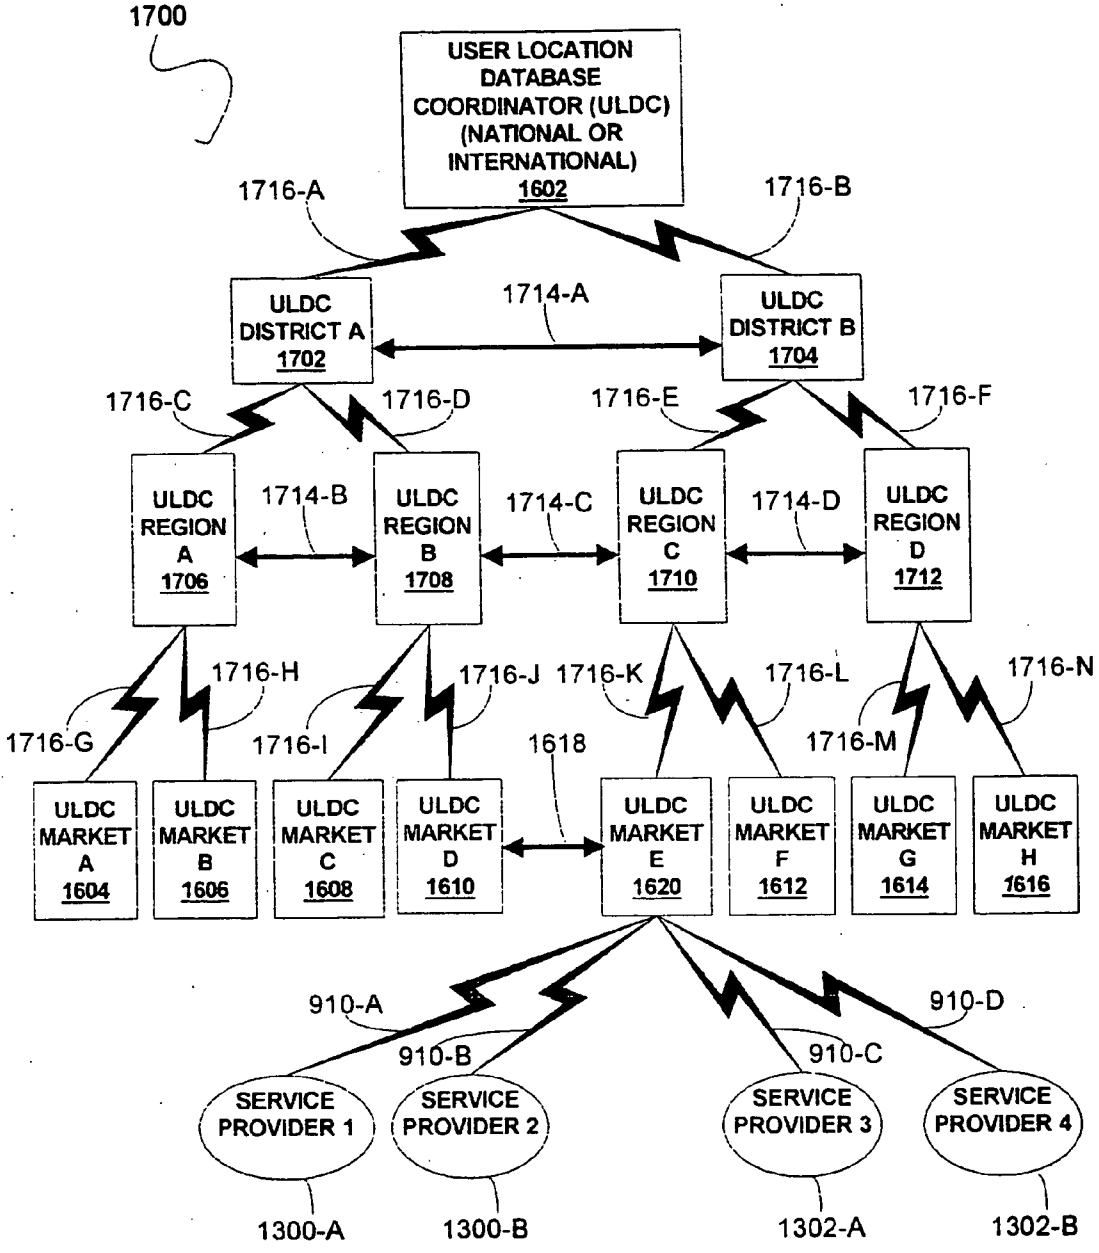 1700
USER LOCATION
DATABASE
COORDINATOR (ULDC)
(NATIONAL OR
INTERNATIONAL)
1602
1716-A
1716-B
ULDC
DISTRICT A
1702
1714-A
ULDC
DISTRICT B
1704
1716-C
1716-D
1716-E
1716-F
ULDC
REGION
A
1706
1714-B
ULDC
REGION
B
1708
1714-C
ULDC
REGION
C
1710
1714-D
ULDC
REGION
D
1712
1716-G
1716-H
1716-I
1716-J
1716-K
1716-L
1716-M
1716-N
ULDC
MARKET
A
1604
ULDC
MARKET
B
1606
ULDC
MARKET
C
1608
ULDC
MARKET
D
1610
1618
ULDC
MARKET
E
1620
ULDC
MARKET
F
1612
ULDC
MARKET
G
1614
ULDC
MARKET
H
1616
910-A
910-B
910-C
910-D
SERVICE
PROVIDER 1
SERVICE
PROVIDER 2
SERVICE
PROVIDER 3
SERVICE
PROVIDER 4
1300-A
1300-B
1302-A
1302-B